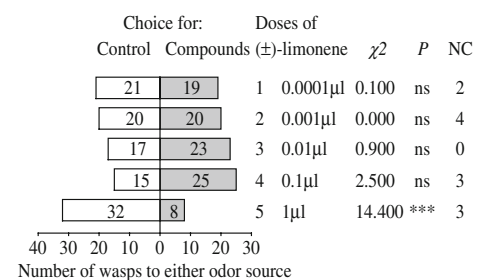 Choice for: Doses of
Control Compounds (±)-limonene χ2 P NC
21 19 1 0.0001µl 0.100 ns 2
20 20 2 0.001µl 0.000 ns 4
17 23 3 0.01µl 0.900 ns 0
15 25 4 0.1µl 2.500 ns 3
32 8 5 1µl 14.400 *** 3
40 30 20 10 0 10 20 30
Number of wasps to either odor source